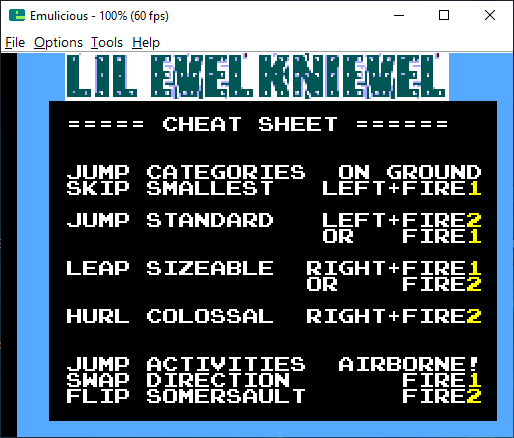 Emulicious - 100% (60 fps)
File Options Tools Help
LIL EVEL KNIEVEL
===== CHEAT SHEET ======
JUMP CATEGORIES ON GROUND
SKIP SMALLEST LEFT+FIRE1
JUMP STANDARD LEFT+FIRE2
OR FIRE1
LEAP SIZEABLE RIGHT+FIRE1
OR FIRE2
HURL COLOSSAL RIGHT+FIRE2
JUMP ACTIVITIES AIRBORNE!
SWAP DIRECTION FIRE1
FLIP SOMERSAULT FIRE2